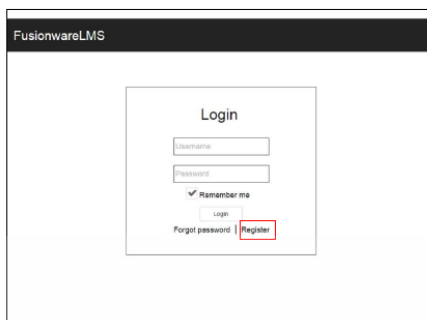 FusionwareLMS
Login
Username
Password
Remember me
Login
Forgot password | Register